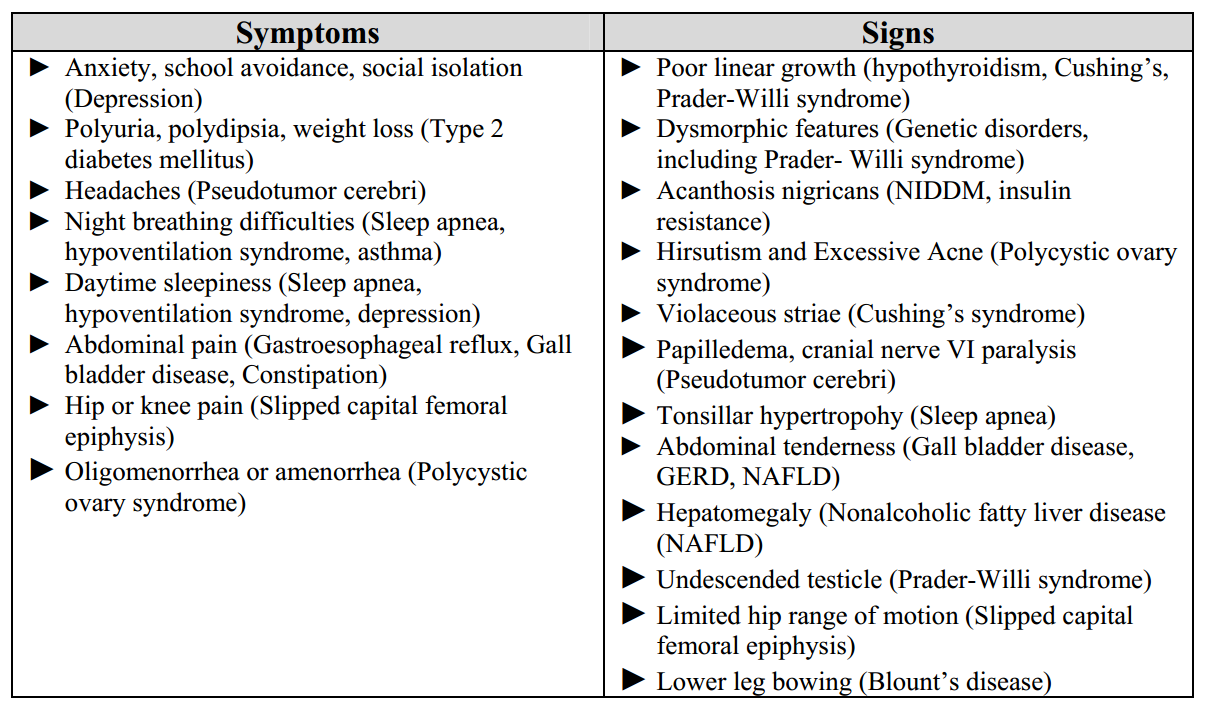 Symptoms
► Anxiety, school avoidance, social isolation
(Depression)
► Polyuria, polydipsia, weight loss (Type 2
diabetes mellitus)
► Headaches (Pseudotumor cerebri)
► Night breathing difficulties (Sleep apnea,
hypoventilation syndrome, asthma)
► Daytime sleepiness (Sleep apnea,
hypoventilation syndrome, depression)
► Abdominal pain (Gastroesophageal reflux, Gall
bladder disease, Constipation)
► Hip or knee pain (Slipped capital femoral
epiphysis)
► Oligomenorrhea or amenorrhea (Polycystic
ovary syndrome)
Signs
► Poor linear growth (hypothyroidism, Cushing’s,
Prader-Willi syndrome)
► Dysmorphic features (Genetic disorders,
including Prader- Willi syndrome)
► Acanthosis nigricans (NIDDM, insulin
resistance)
► Hirsutism and Excessive Acne (Polycystic ovary
syndrome)
► Violaceous striae (Cushing’s syndrome)
► Papilledema, cranial nerve VI paralysis
(Pseudotumor cerebri)
► Tonsillar hypertropohy (Sleep apnea)
► Abdominal tenderness (Gall bladder disease,
GERD, NAFLD)
► Hepatomegaly (Nonalcoholic fatty liver disease
(NAFLD)
► Undescended testicle (Prader-Willi syndrome)
► Limited hip range of motion (Slipped capital
femoral epiphysis)
► Lower leg bowing (Blount’s disease)